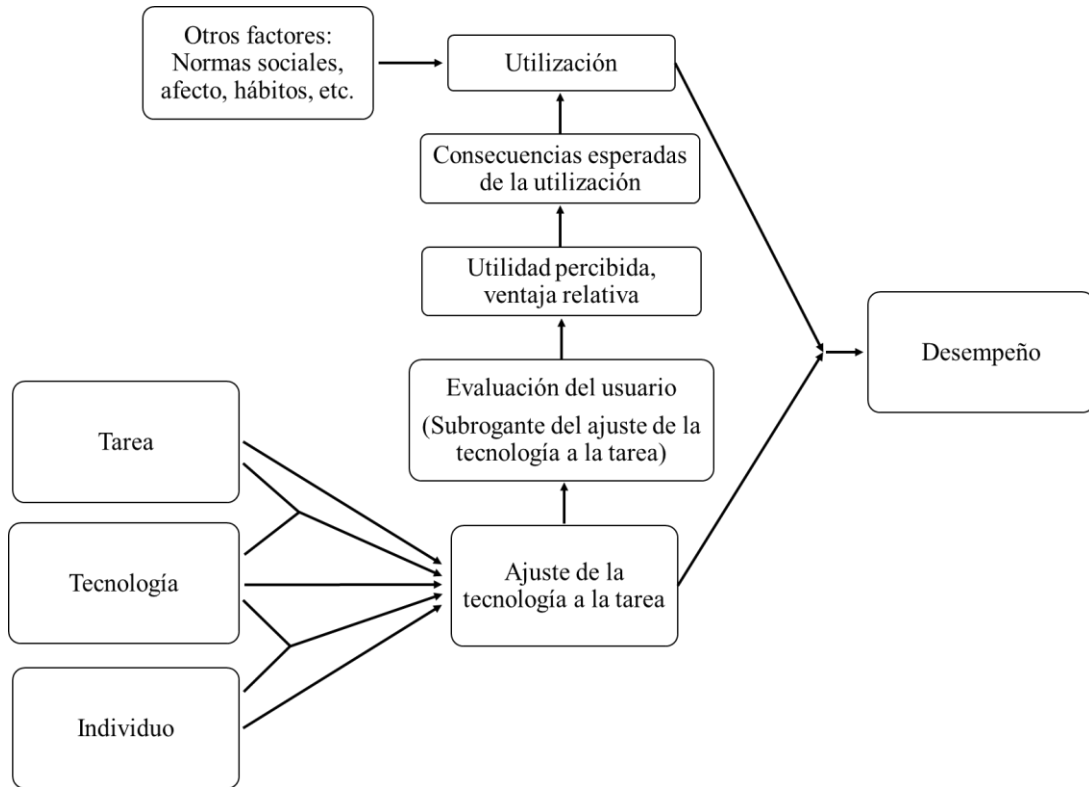 Otros factores:
Normas sociales,
afecto, hábitos, etc.
Utilización
Consecuencias esperadas
de la utilización
Utilidad percibida,
ventaja relativa
Desempeño
Evaluación del usuario
(Subrogante del ajuste de la
tecnología a la tarea)
Tarea
Tecnología
Ajuste de la
tecnología a la tarea
Individuo